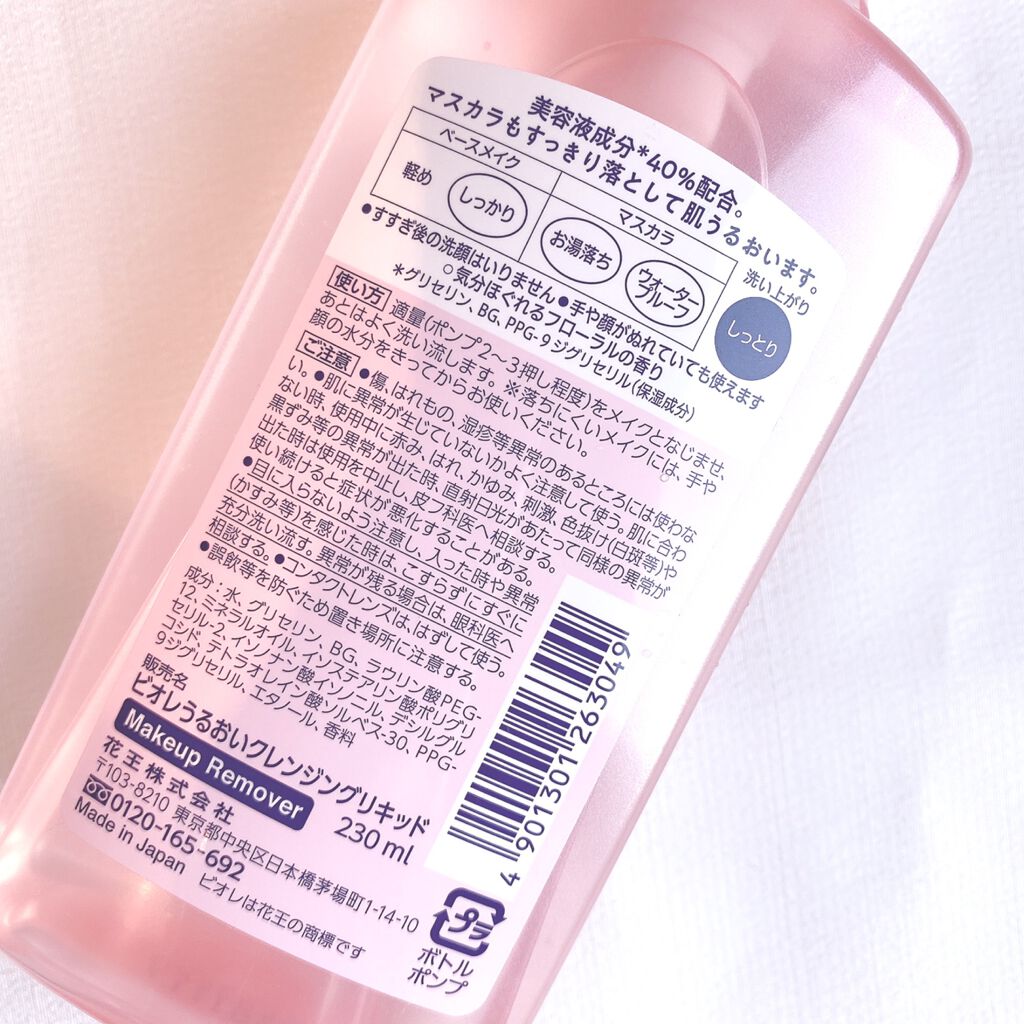 美容液成分*40%配合。
マスカラもすっきり落として肌うるおいます。
ベースメイク
マスカラ
洗い上がり
軽め
しっかり
お湯落ち
ウォーター
プルーフ
しっとり
●すすぎ後の洗顔はいりません●手や顔がぬれていても使えます
○気分ほぐれるフローラルの香り
*グリセリン、BG、PPG-9ジグリセリル(保湿成分)
使い方 適量(ポンプ2〜3押し程度)をメイクとなじませ、
あとはよく洗い流します。※落ちにくいメイクには、手や
顔の水分をきってからお使いください。
ご注意 ●傷、はれもの、湿疹等異常のあるところには使わな
い。●肌に異常が生じていないかよく注意して使う。肌に合わ
ない時、使用中に赤み、はれ、かゆみ、刺激、色抜け(白斑等)や
黒ずみ等の異常が出た時、直射日光があたって同様の異常が
出た時は使用を中止し、皮フ科医へ相談する。
使い続けると症状が悪化することがある。
●目に入らないよう注意し、入った時や異常
(かすみ等)を感じた時は、こすらずにすぐに
充分洗い流す。異常が残る場合は、眼科医へ
相談する。●コンタクトレンズは、はずして使う。
●誤飲等を防ぐため置き場所に注意する。
成分：水、グリセリン、BG、ラウリン酸PEG-
12、ミネラルオイル、イソステアリン酸ポリグリ
セリル-2、イソノナン酸イソノニル、デシルグル
コシド、テトラオレイン酸ソルベス-30、PPG-
9ジグリセリル、エタノール、香料
販売名
ビオレうるおいクレンジングリキッド
Makeup Remover
230 ml
花王株式会社
〒103-8210 東京都中央区日本橋茅場町1-14-10
0120-165-692
Made in Japan ビオレは花王の商標です
4 901301 263049
プラ
ボトル
ポンプ